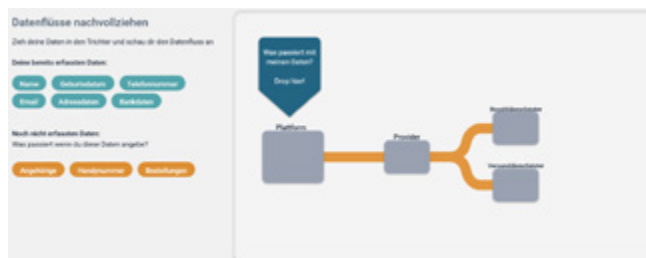 Datenflüsse nachvollziehen
Zieh deine Daten in den Trichter und schau dir den Datenfluss an
Deine bereits erfassten Daten:
Name Geburtsdatum Telefonnummer
Email Adressdaten Bankdaten
Noch nicht erfassten Daten:
Was passiert wenn du diese Daten angibst?
Angehörige Handynummer Bestellungen
Was passiert mit
meinen Daten?
Drop hier!
Plattform
Provider